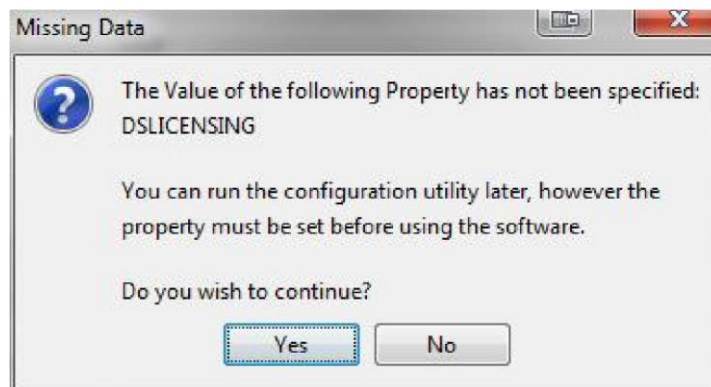 Missing Data
The Value of the following Property has not been specified:
DSLICENSING
You can run the configuration utility later, however the
property must be set before using the software.
Do you wish to continue?
Yes No